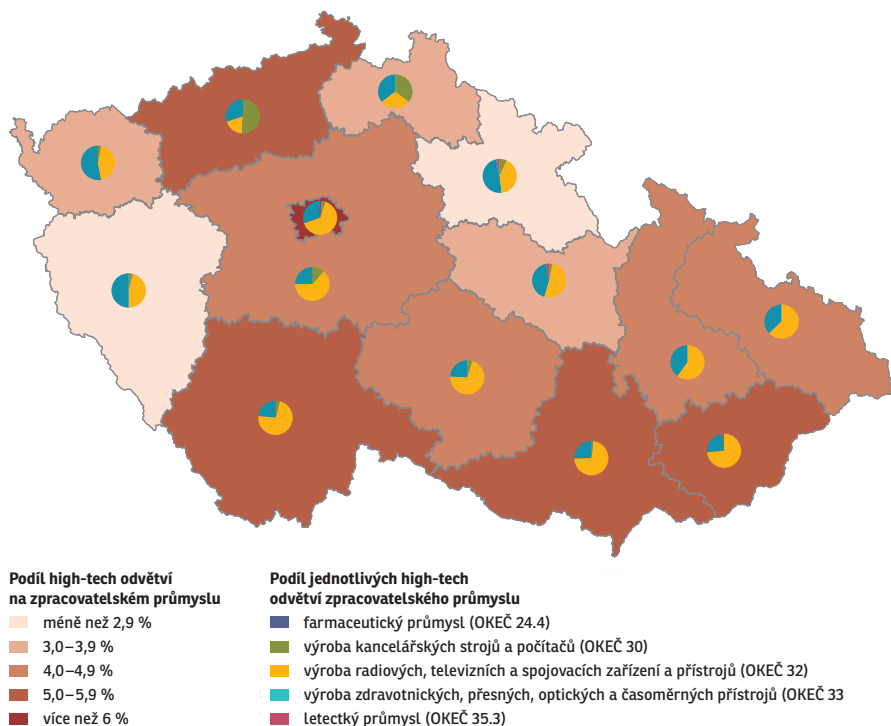 Podíl high-tech odvětví
na zpracovatelském průmyslu
méně než 2,9 %
3,0–3,9 %
4,0–4,9 %
5,0–5,9 %
více než 6 %
Podíl jednotlivých high-tech
odvětví zpracovatelského průmyslu
farmaceutický průmysl (OKEČ 24.4)
výroba kancelářských strojů a počítačů (OKEČ 30)
výroba radiových, televizních a spojovacích zařízení a přístrojů (OKEČ 32)
výroba zdravotnických, přesných, optických a časoměrných přístrojů (OKEČ 33
letectký průmysl (OKEČ 35.3)